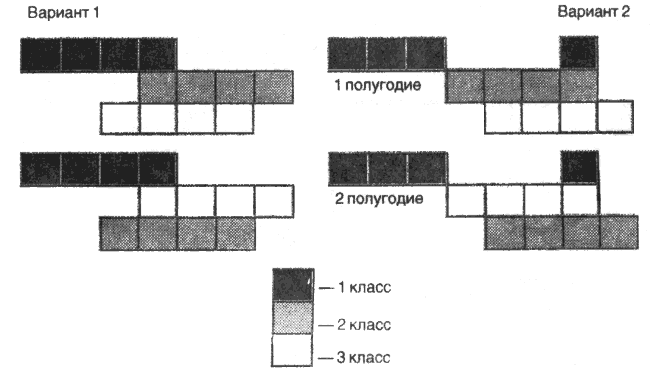 Вариант 1
Вариант 2
1 полугодие
2 полугодие
— 1 класс
— 2 класс
— 3 класс